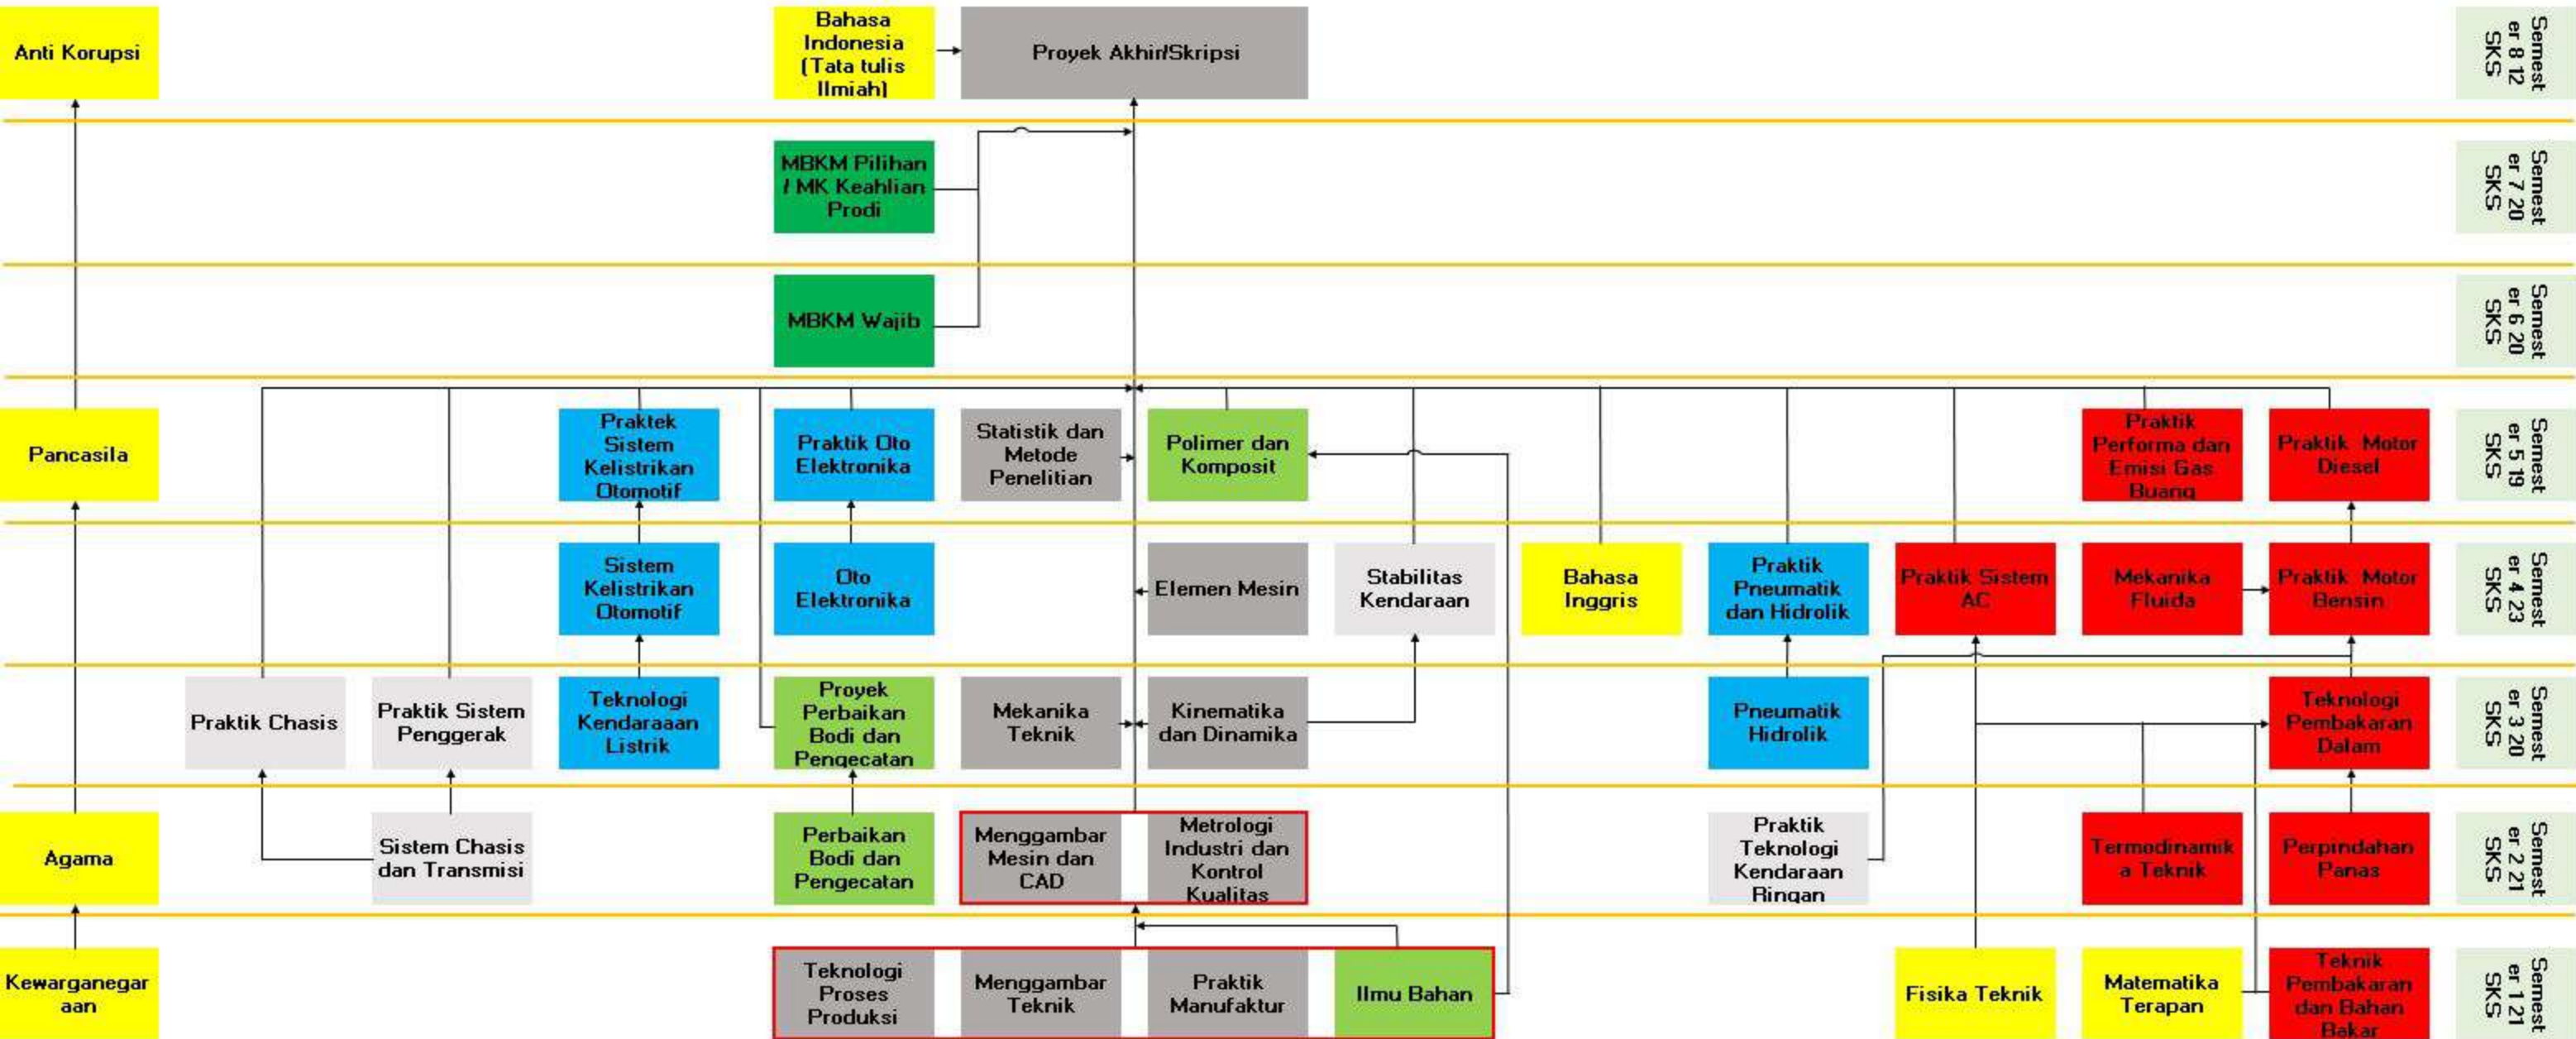 Anti Korupsi
Bahasa
Indonesia
(Tata tulis
Ilmiah)
Proyek Akhir/Skripsi
Semest
er 8 12
SKS
MBKM Pilihan
/ MK Keahlian
Prodi
Semest
er 7 20
SKS
MBKM Wajib
Semest
er 6 20
SKS
Pancasila
Praktek
Sistem
Kelistrikan
Otomotif
Praktik Oto
Elektronika
Statistik dan
Metode
Penelitian
Polimer dan
Komposit
Praktik
Performa dan
Emisi Gas
Buang
Praktik Motor
Diesel
Semest
er 5 19
SKS
Sistem
Kelistrikan
Otomotif
Oto
Elektronika
Elemen Mesin
Stabilitas
Kendaraan
Bahasa
Inggris
Praktik
Pneumatik
dan Hidrolik
Praktik Sistem
AC
Mekanika
Fluida
Praktik Motor
Bensin
Semest
er 4 23
SKS
Praktik Chasis
Praktik Sistem
Penggerak
Teknologi
Kendaraaan
Listrik
Proyek
Perbaikan
Bodi dan
Pengecatan
Mekanika
Teknik
Kinematika
dan Dinamika
Pneumatik
Hidrolik
Teknologi
Pembakaran
Dalam
Semest
er 3 20
SKS
Agama
Sistem Chasis
dan Transmisi
Perbaikan
Bodi dan
Pengecatan
Menggambar
Mesin dan
CAD
Metrologi
Industri dan
Kontrol
Kualitas
Praktik
Teknologi
Kendaraan
Ringan
Termodinamik
a Teknik
Perpindahan
Panas
Semest
er 2 21
SKS
Kewarganegar
aan
Teknologi
Proses
Produksi
Menggambar
Teknik
Praktik
Manufaktur
Ilmu Bahan
Fisika Teknik
Matematika
Terapan
Teknik
Pembakaran
dan Bahan
Bakar
Semest
er 1 21
SKS